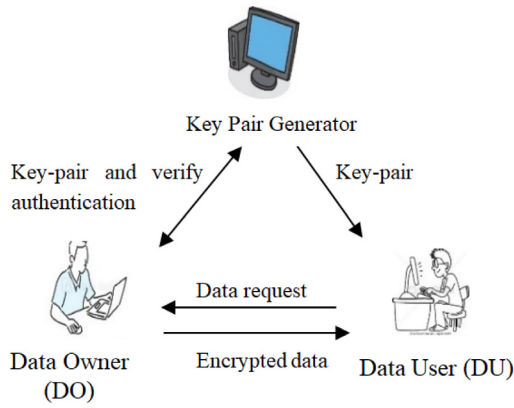 Key Pair Generator
Key-pair and verify
authentication
Key-pair
Data request
Encrypted data
Data Owner
(DO)
Data User (DU)